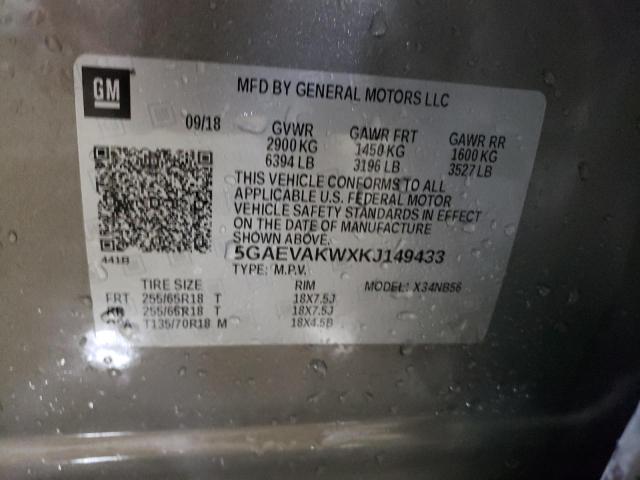 GM
MFD BY GENERAL MOTORS LLC
09/18 GVWR GAWR FRT GAWR RR
2900 KG 1450 KG 1600 KG
6394 LB 3196 LB 3527 LB
THIS VEHICLE CONFORMS TO ALL
APPLICABLE U.S. FEDERAL MOTOR
VEHICLE SAFETY STANDARDS IN EFFECT
ON THE DATE OF MANUFACTURE
SHOWN ABOVE.
441B 5GAEVAKWXKJ149433
TYPE: M.P.V. MODEL: X34NB56
TIRE SIZE RIM
FRT 255/65R18 T 18X7.5J
RR 255/65R18 T 18X7.5J
T135/70R18 M 18X4.5B